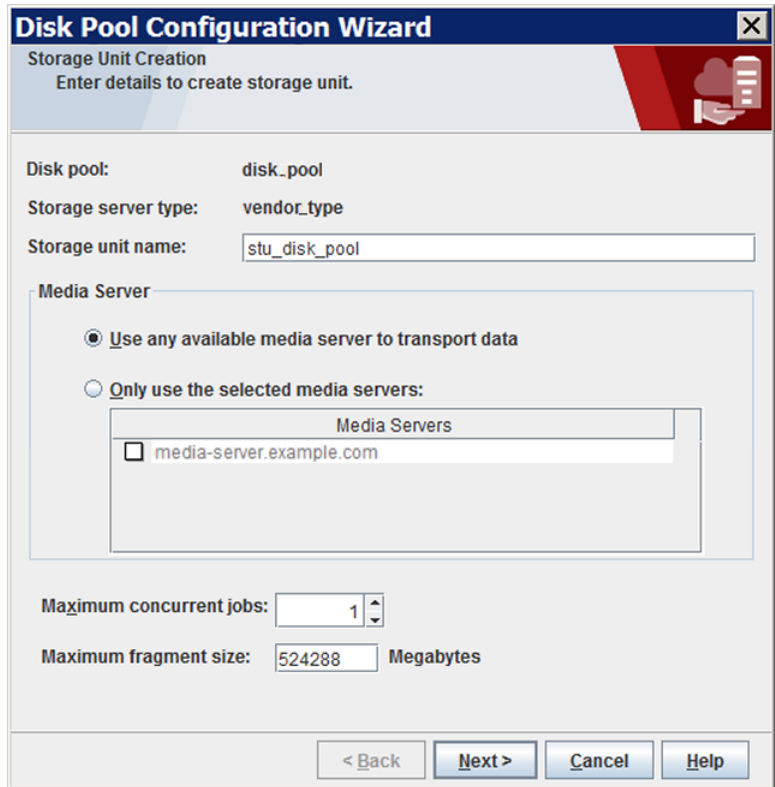 Disk Pool Configuration Wizard
Storage Unit Creation
Enter details to create storage unit.
Disk pool: disk_pool
Storage server type: vendor_type
Storage unit name: stu_disk_pool
Media Server
Use any available media server to transport data
Only use the selected media servers:
Media Servers
media-server.example.com
Maximum concurrent jobs: 1
Maximum fragment size: 524288 Megabytes
< Back Next > Cancel Help